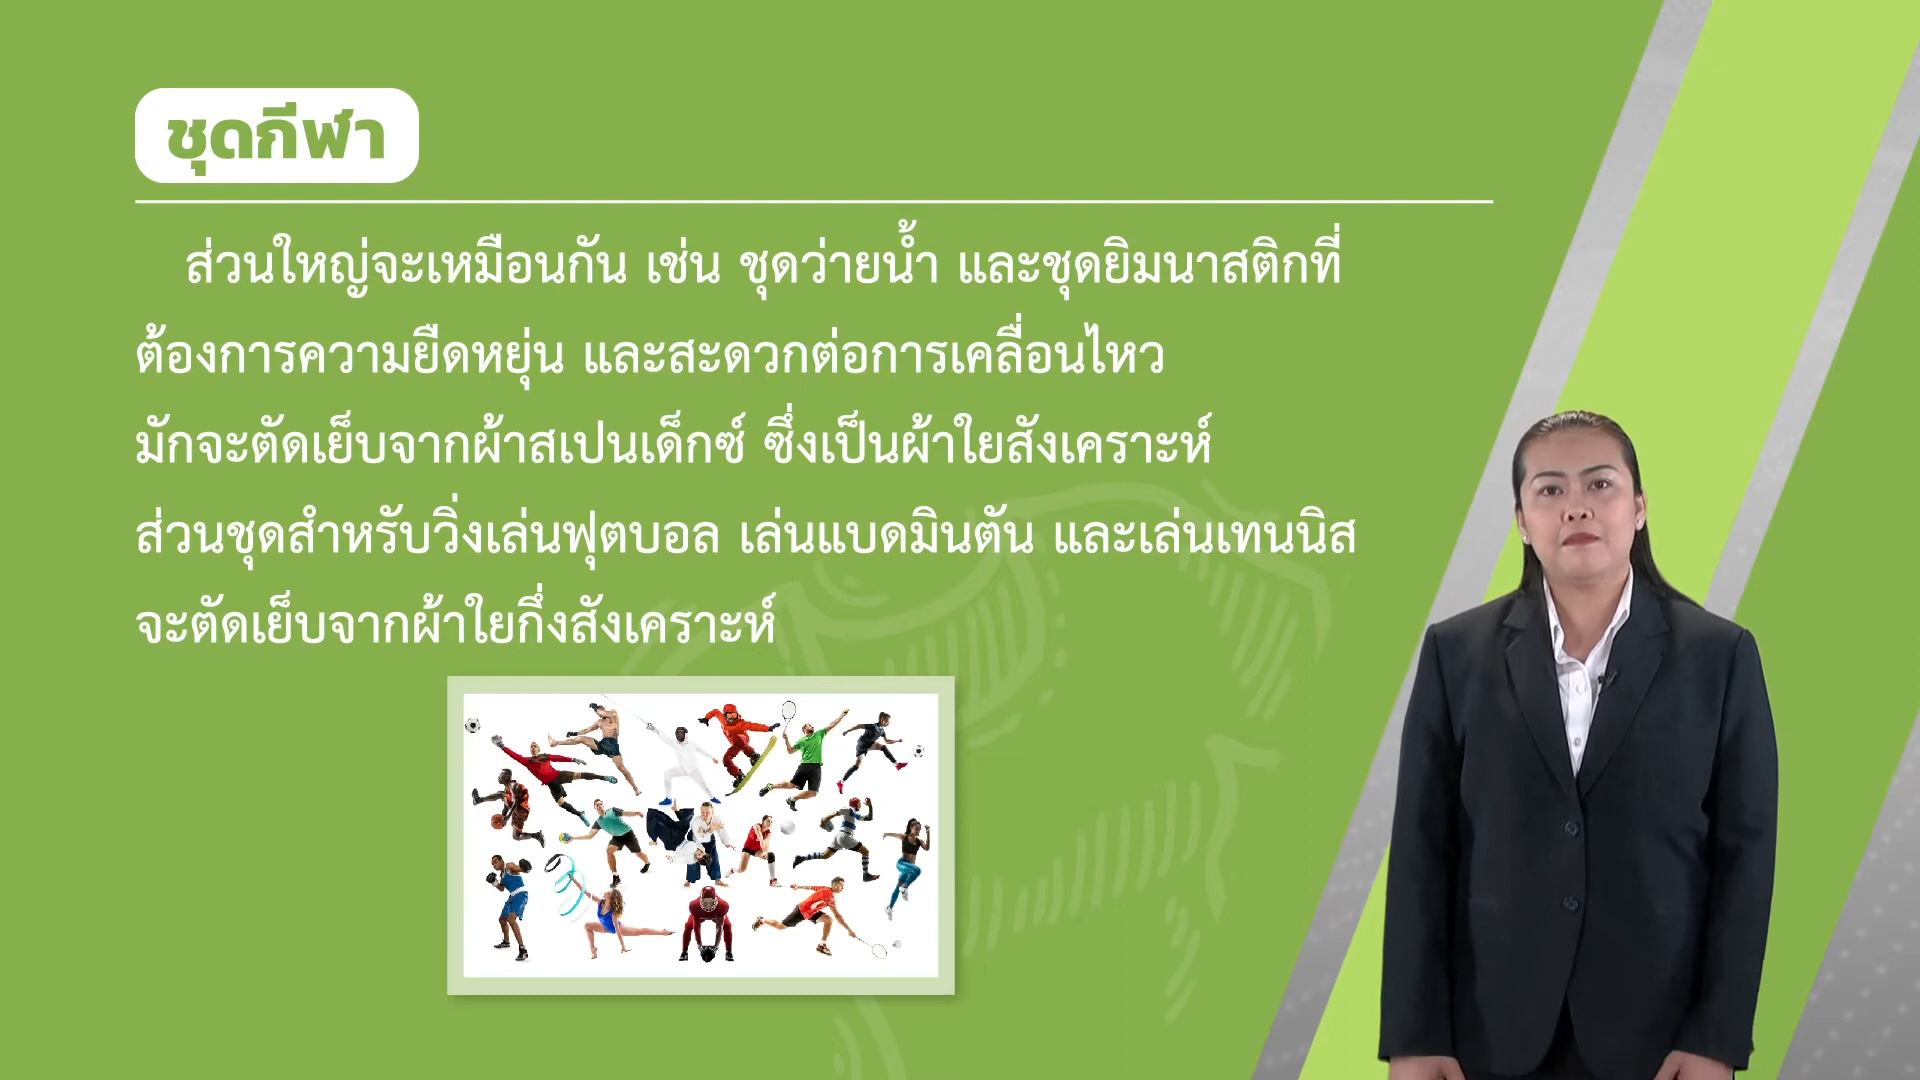 ชุดกีฬา
ส่วนใหญ่จะเหมือนกัน เช่น ชุดว่ายน้ำ และชุดยิมนาสติกที่
ต้องการความยืดหยุ่น และสะดวกต่อการเคลื่อนไหว
มักจะตัดเย็บจากผ้าสเปนเด็กซ์ ซึ่งเป็นผ้าใยสังเคราะห์
ส่วนชุดสำหรับวิ่งเล่นฟุตบอล เล่นแบดมินตัน และเล่นเทนนิส
จะตัดเย็บจากผ้าใยกึ่งสังเคราะห์